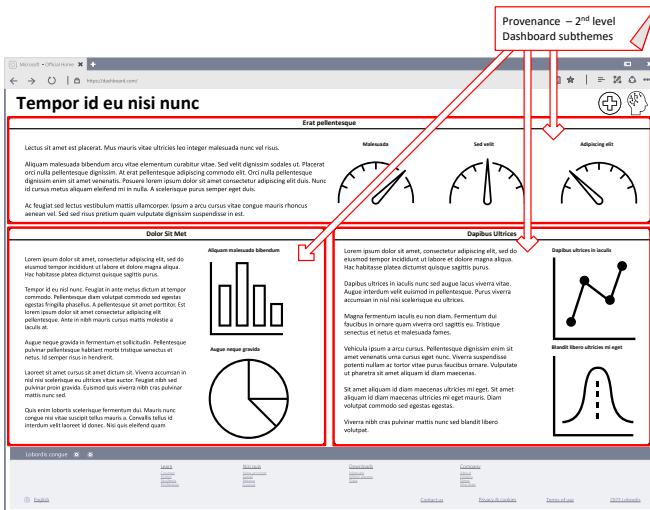 Provenance – 2nd level
Dashboard subthemes
Microsoft • Official Home
https://dashboard.com/
Tempor id eu nisi nunc
Erat pellentesque
Lectus sit amet est placerat. Mus mauris vitae ultricies leo integer malesuada nunc vel risus.
Aliquam malesuada bibendum arcu vitae elementum curabitur vitae. Sed velit dignissim sodales ut. Placerat
orci nulla pellentesque dignissim. At erat pellentesque adipiscing commodo elit. Orci nulla pellentesque
dignissim enim sit amet venenatis. Posuere lorem ipsum dolor sit amet consectetur adipiscing elit duis. Nunc
id cursus metus aliquam eleifend mi in nulla. A scelerisque purus semper eget duis.
Ac feugiat sed lectus vestibulum mattis ullamcorper. Ipsum a arcu cursus vitae congue mauris rhoncus
aenean vel. Sed sed risus pretium quam vulputate dignissim suspendisse in est.
Malesuada
Sed velit
Adipiscing elit
Dolor Sit Met
Lorem ipsum dolor sit amet, consectetur adipiscing elit, sed do
eiusmod tempor incididunt ut labore et dolore magna aliqua.
Hac habitasse platea dictumst quisque sagittis purus.
Tempor id eu nisl nunc. Feugiat in ante metus dictum at tempor
commodo. Pellentesque diam volutpat commodo sed egestas
egestas fringilla phasellus. A pellentesque sit amet porttitor. Est
lorem ipsum dolor sit amet consectetur adipiscing elit
pellentesque. Ante in nibh mauris cursus mattis molestie a
iaculis at.
Augue neque gravida in fermentum et sollicitudin. Pellentesque
pulvinar pellentesque habitant morbi tristique senectus et
netus. Id semper risus in hendrerit.
Laoreet sit amet cursus sit amet dictum sit. Viverra accumsan in
nisl nisi scelerisque eu ultrices vitae auctor. Feugiat nibh sed
pulvinar proin gravida. Euismod quis viverra nibh cras pulvinar
mattis nunc sed.
Quis enim lobortis scelerisque fermentum dui. Mauris nunc
congue nisi vitae suscipit tellus mauris a. Convallis tellus id
interdum velit laoreet id donec. Nisi quis eleifend quam
Aliquam malesuada bibendum
Augue neque gravida
Dapibus Ultrices
Lorem ipsum dolor sit amet, consectetur adipiscing elit, sed do
eiusmod tempor incididunt ut labore et dolore magna aliqua.
Hac habitasse platea dictumst quisque sagittis purus.
Dapibus ultrices in iaculis nunc sed augue lacus viverra vitae.
Augue interdum velit euismod in pellentesque. Purus viverra
accumsan in nisl nisi scelerisque eu ultrices.
Magna fermentum iaculis eu non diam. Fermentum dui
faucibus in ornare quam viverra orci sagittis eu. Tristique
senectus et netus et malesuada fames.
Vehicula ipsum a arcu cursus. Pellentesque dignissim enim sit
amet venenatis urna cursus eget nunc. Viverra suspendisse
potenti nullam ac tortor vitae purus faucibus ornare. Vulputate
ut pharetra sit amet aliquam id diam maecenas.
Sit amet aliquam id diam maecenas ultricies mi eget. Sit amet
aliquam id diam maecenas ultricies mi eget mauris. Diam
volutpat commodo sed egestas egestas.
Viverra nibh cras pulvinar mattis nunc sed blandit libero
volutpat.
Dapibus ultrices in iaculis
Blandit libero ultricies mi eget
Lobordis congue
Learn
Nisi quis
Downloads
Company
English
Contact us
Privacy & cookies
Terms of use
2023 Lobordis